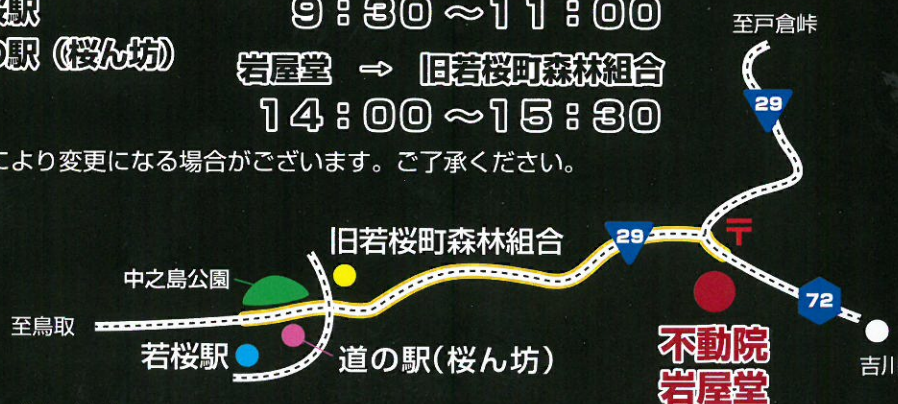 桜駅
9：30～11：00
の駅（桜ん坊）
岩屋堂 → 旧若桜町森林組合
14：00～15：30
により変更になる場合がございます。ご了承ください。
至戸倉峠
29
旧若桜町森林組合
29
〒
中之島公園
72
至鳥取
若桜駅
道の駅（桜ん坊）
不動院
岩屋堂
吉川